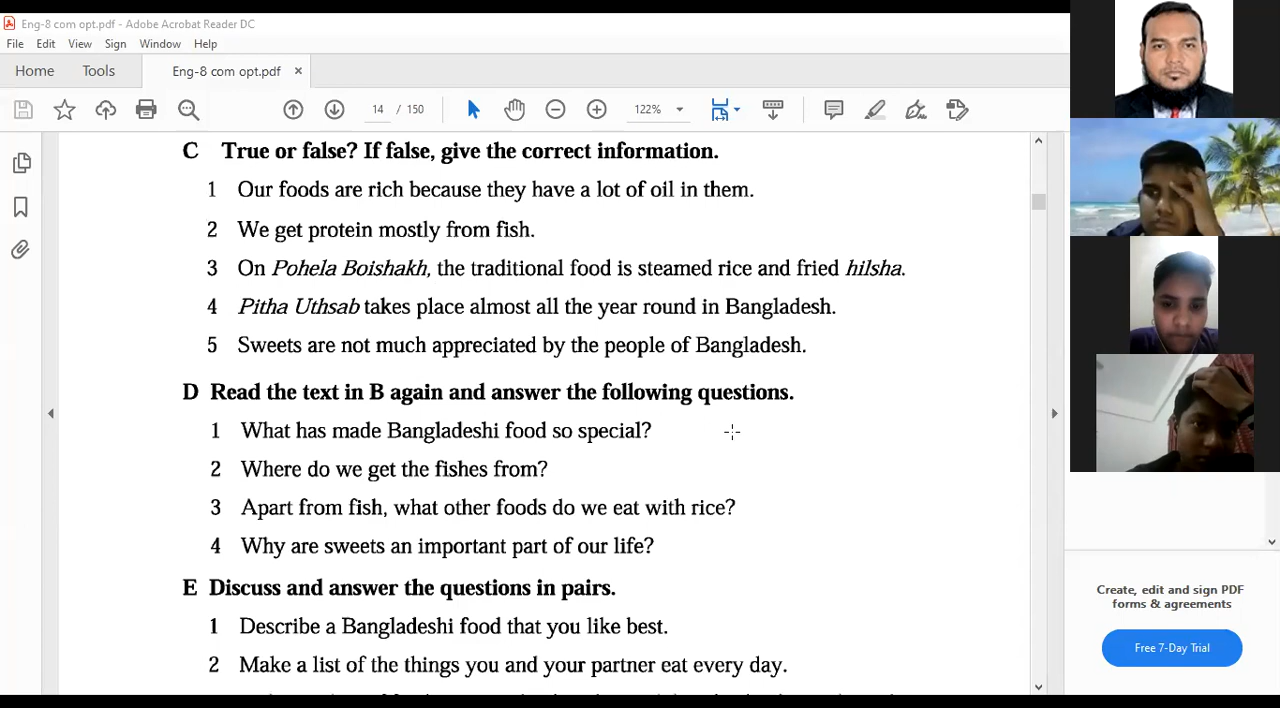 Eng-8 com opt.pdf - Adobe Acrobat Reader DC
File Edit View Sign Window Help
Home Tools Eng-8 com opt.pdf ×
14 / 150 122%
C True or false? If false, give the correct information.
1 Our foods are rich because they have a lot of oil in them.
2 We get protein mostly from fish.
3 On Pohela Boishakh, the traditional food is steamed rice and fried hilsha.
4 Pitha Uthsab takes place almost all the year round in Bangladesh.
5 Sweets are not much appreciated by the people of Bangladesh.
D Read the text in B again and answer the following questions.
1 What has made Bangladeshi food so special?
2 Where do we get the fishes from?
3 Apart from fish, what other foods do we eat with rice?
4 Why are sweets an important part of our life?
E Discuss and answer the questions in pairs.
1 Describe a Bangladeshi food that you like best.
2 Make a list of the things you and your partner eat every day.
Create, edit and sign PDF
forms & agreements
Free 7-Day Trial